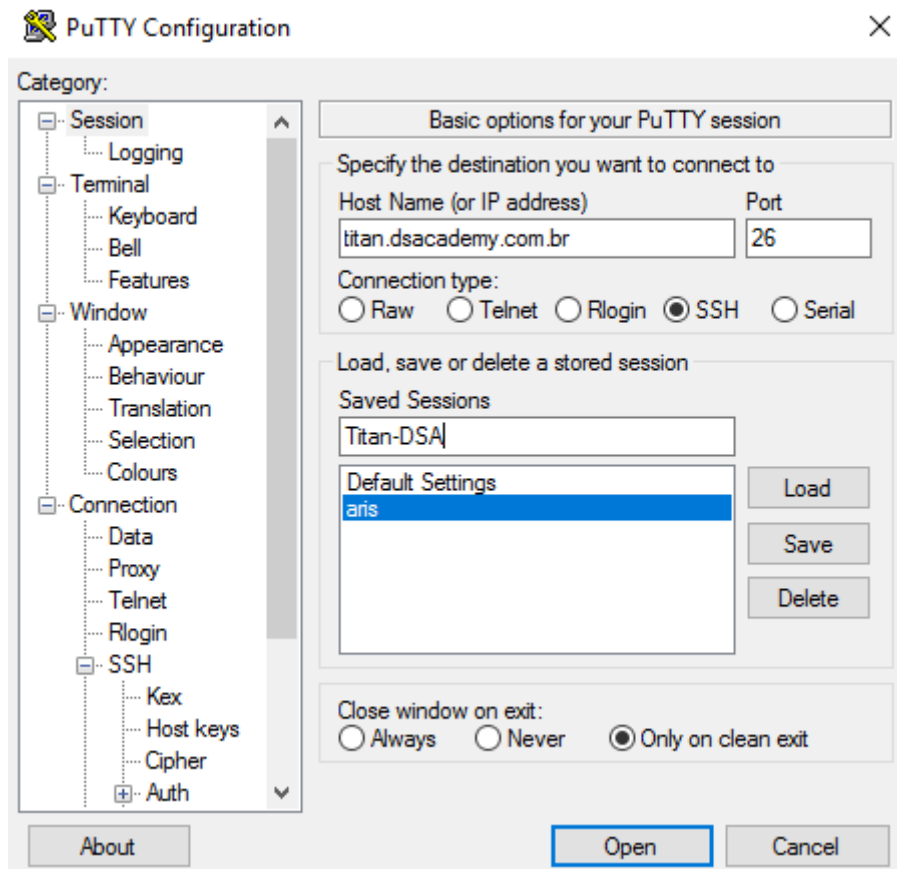 PuTTY Configuration
Category:
Session
Logging
Terminal
Keyboard
Bell
Features
Window
Appearance
Behaviour
Translation
Selection
Colours
Connection
Data
Proxy
Telnet
Rlogin
SSH
Kex
Host keys
Cipher
Auth
Basic options for your PuTTY session
Specify the destination you want to connect to
Host Name (or IP address) Port
titan.dsacademy.com.br 26
Connection type:
Raw Telnet Rlogin SSH Serial
Load, save or delete a stored session
Saved Sessions
Titan-DSA
Default Settings
aris
Load
Save
Delete
Close window on exit:
Always Never Only on clean exit
About Open Cancel